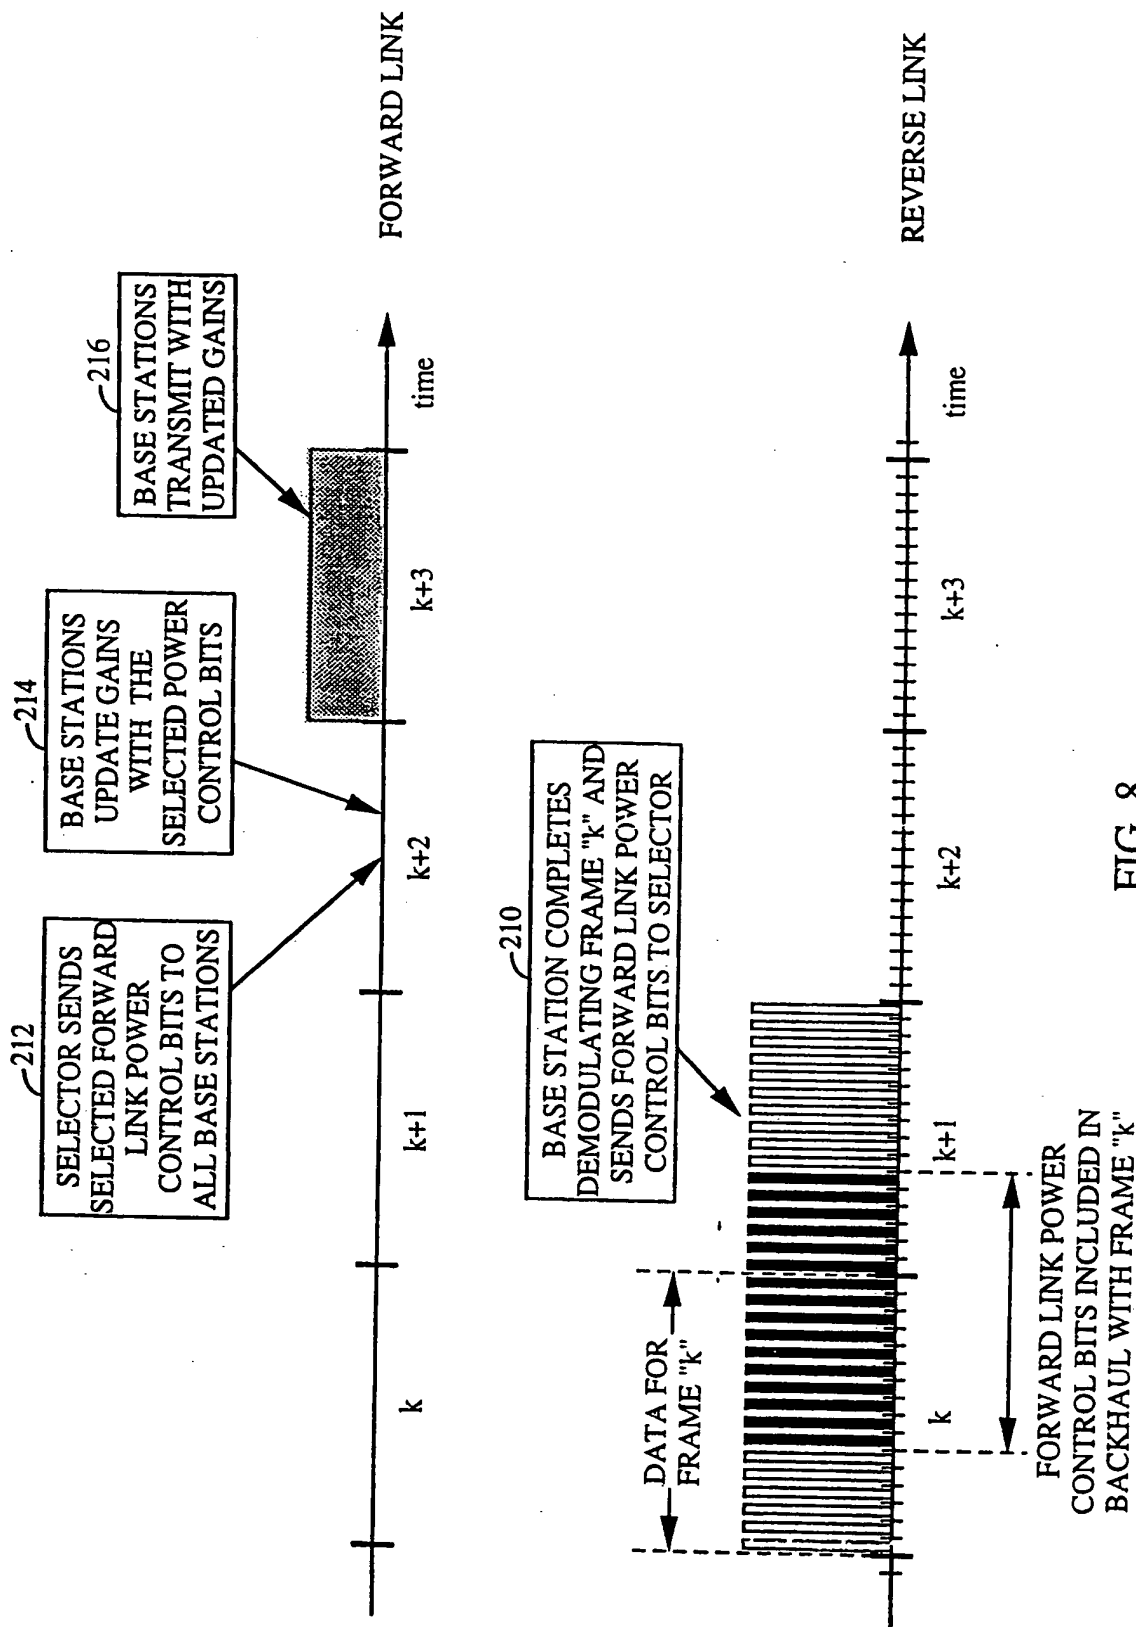 212
SELECTOR SENDS
SELECTED FORWARD
LINK POWER
CONTROL BITS TO
ALL BASE STATIONS
214
BASE STATIONS
UPDATE GAINS
WITH THE
SELECTED POWER
CONTROL BITS
216
BASE STATIONS
TRANSMIT WITH
UPDATED GAINS
k
k+1
k+2
k+3
time
FORWARD LINK
210
BASE STATION COMPLETES
DEMODULATING FRAME "k" AND
SENDS FORWARD LINK POWER
CONTROL BITS TO SELECTOR
DATA FOR
FRAME "k"
k
k+1
k+2
k+3
time
REVERSE LINK
FORWARD LINK POWER
CONTROL BITS INCLUDED IN
BACKHAUL WITH FRAME "k"
FIG. 8